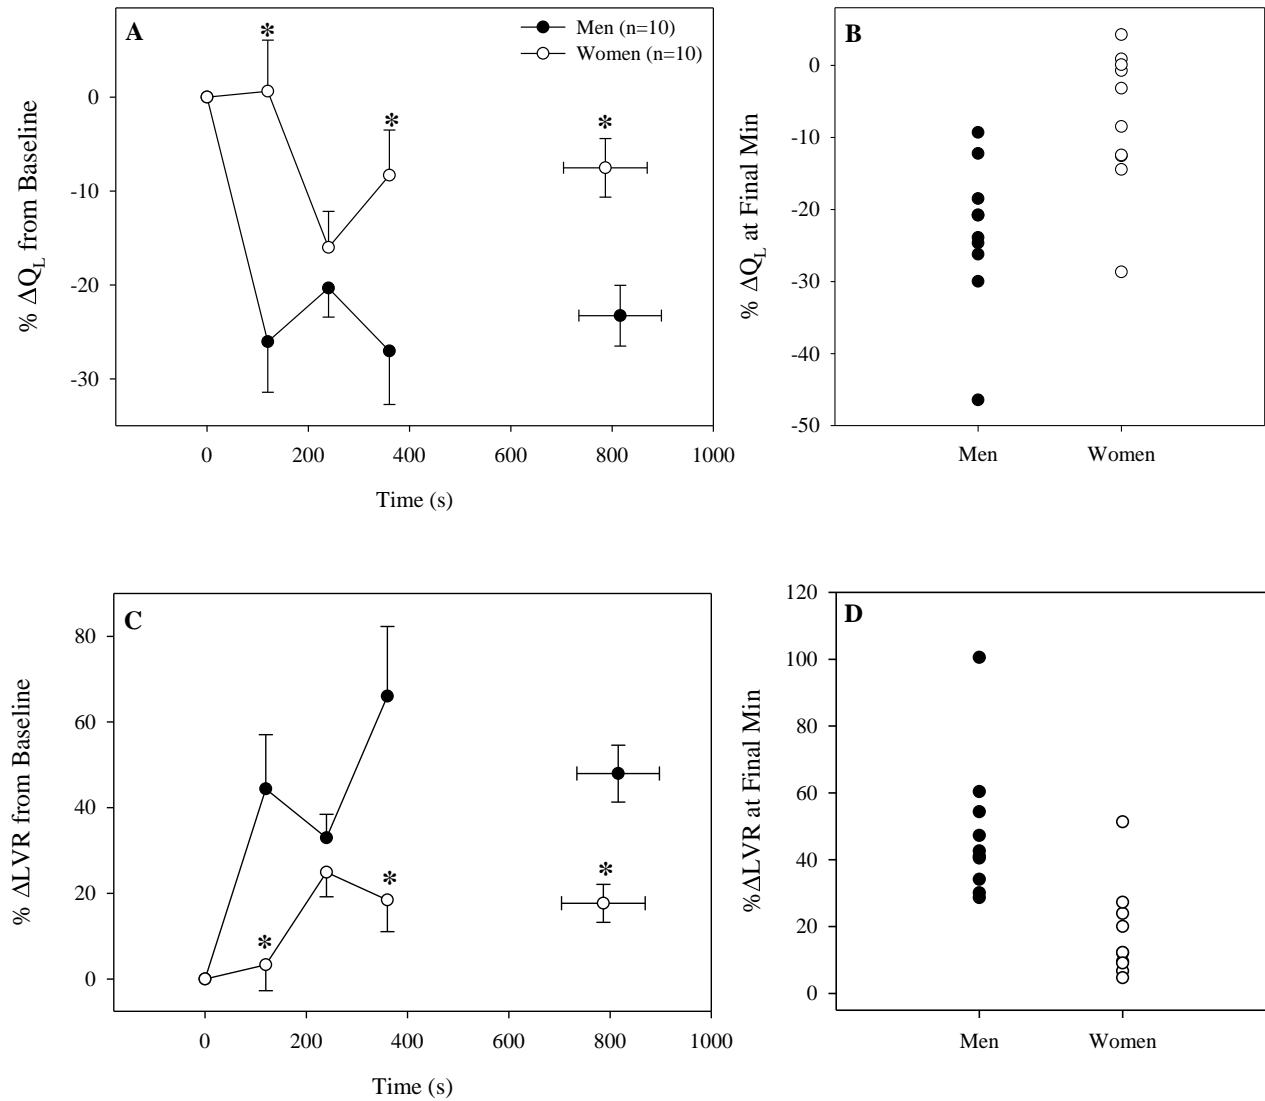 A
Men (n=10)
Women (n=10)
*
*
*
0
-10
-20
-30
% ΔQL from Baseline
0
200
400
600
800
1000
Time (s)
B
0
-10
-20
-30
-40
-50
% ΔQL at Final Min
Men
Women
C
80
60
40
20
0
% ΔLVR from Baseline
*
*
*
0
200
400
600
800
1000
Time (s)
D
120
100
80
60
40
20
0
%ΔLVR at Final Min
Men
Women